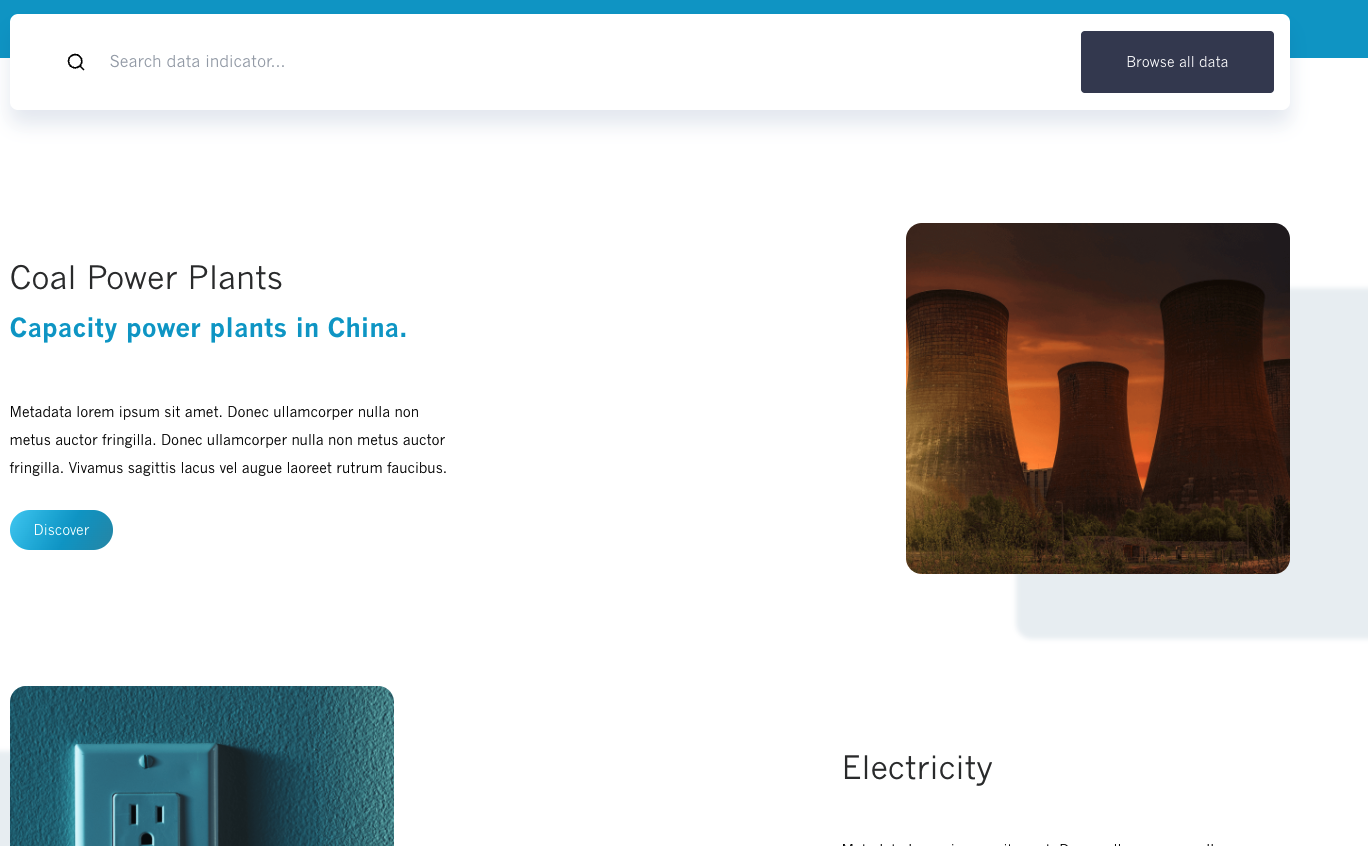 Search data indicator...
Browse all data
Coal Power Plants
Capacity power plants in China.
Metadata lorem ipsum sit amet. Donec ullamcorper nulla non
metus auctor fringilla. Donec ullamcorper nulla non metus auctor
fringilla. Vivamus sagittis lacus vel augue laoreet rutrum faucibus.
Discover
Electricity